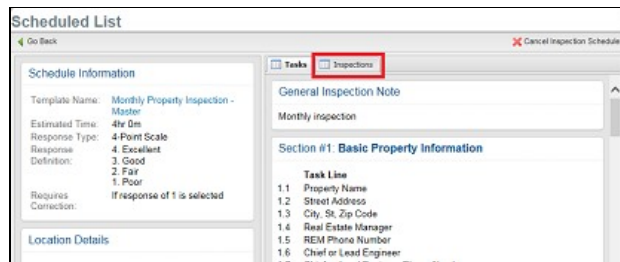 Scheduled List
Go Back
Cancel Inspection Schedule
Schedule Information
Template Name: Monthly Property Inspection -
Master
Estimated Time: 4hr 0m
Response Type: 4-Point Scale
Response 4. Excellent
Definition: 3. Good
2. Fair
1. Poor
Requires If response of 1 is selected
Correction:
Location Details
Tasks Inspections
General Inspection Note
Monthly inspection
Section #1: Basic Property Information
Task Line
1.1 Property Name
1.2 Street Address
1.3 City, St, Zip Code
1.4 Real Estate Manager
1.5 REM Phone Number
1.6 Chief or Lead Engineer